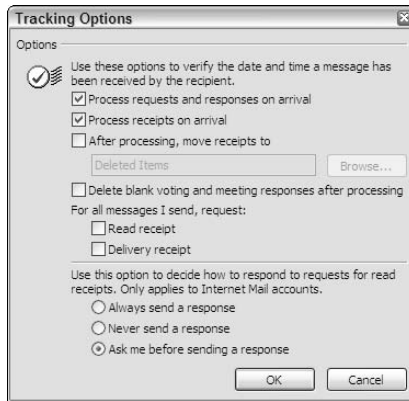 Tracking Options
Options
Use these options to verify the date and time a message has
been received by the recipient.
Process requests and responses on arrival
Process receipts on arrival
After processing, move receipts to
Deleted Items
Browse...
Delete blank voting and meeting responses after processing
For all messages I send, request:
Read receipt
Delivery receipt
Use this option to decide how to respond to requests for read
receipts. Only applies to Internet Mail accounts.
Always send a response
Never send a response
Ask me before sending a response
OK
Cancel